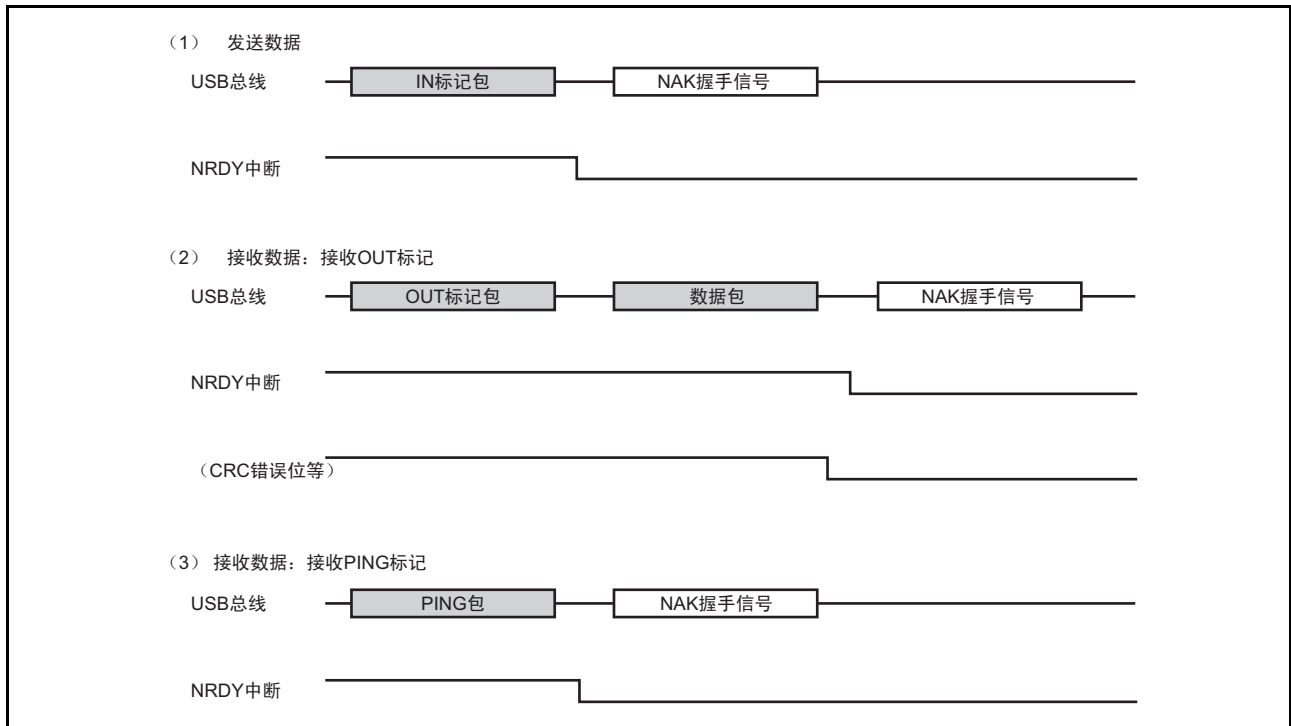 （1） 发送数据
USB总线 IN标记包 NAK握手信号
NRDY中断
（2） 接收数据：接收OUT标记
USB总线 OUT标记包 数据包 NAK握手信号
NRDY中断
（CRC错误位等）
（3） 接收数据：接收PING标记
USB总线 PING包 NAK握手信号
NRDY中断